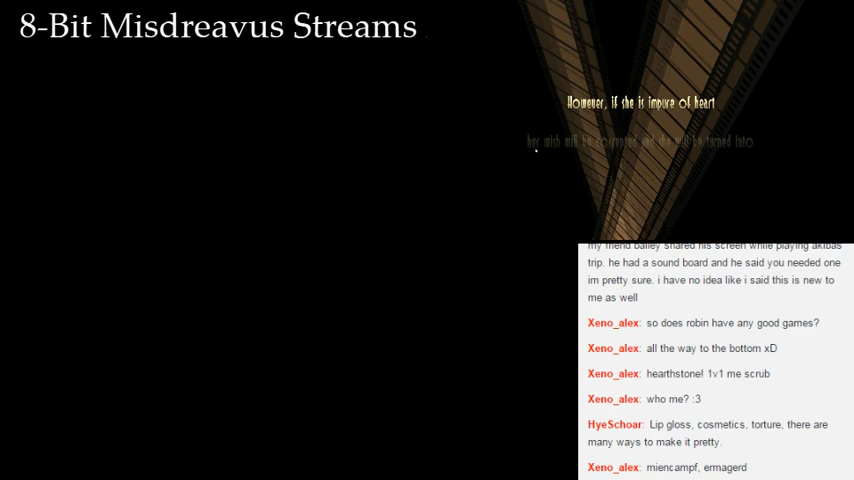 8-Bit Misdreavus Streams
However, if she is impure of heart
her wish will be corrupted and she will be turned into
my friend bailey shared his screen while playing akibas
trip. he had a sound board and he said you needed one
im pretty sure. i have no idea like i said this is new to
me as well
Xeno_alex: so does robin have any good games?
Xeno_alex: all the way to the bottom xD
Xeno_alex: hearthstone! 1v1 me scrub
Xeno_alex: who me? :3
HyeSchoar: Lip gloss, cosmetics, torture, there are
many ways to make it pretty.
Xeno_alex: miencampf, ermagerd